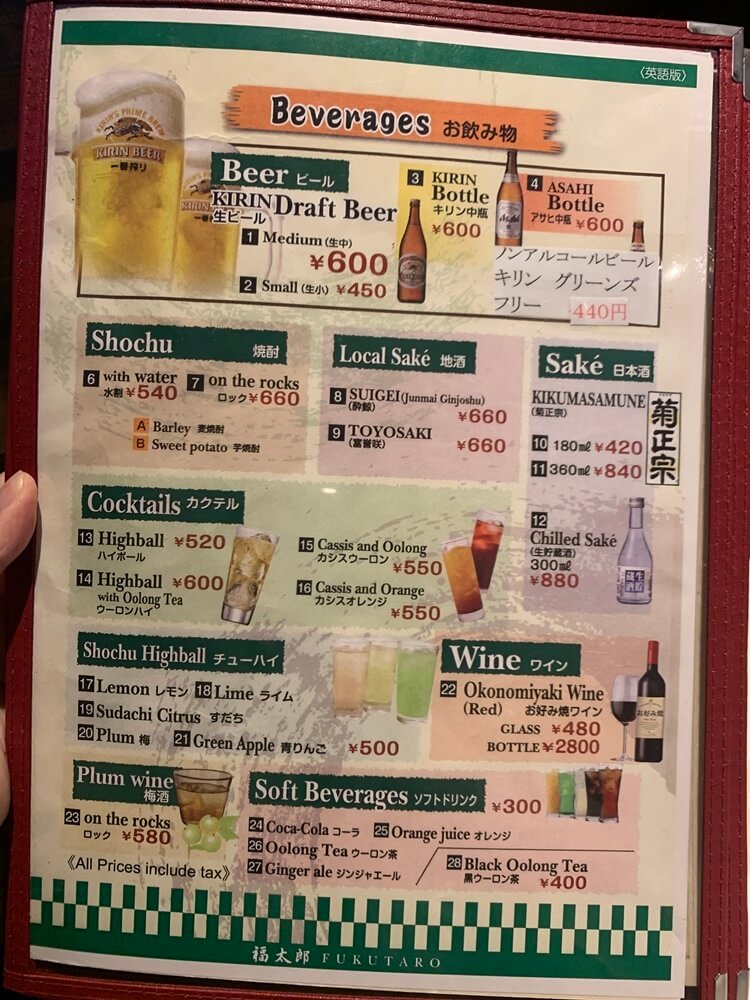 〈英語版〉
Beverages お飲み物
KIRIN'S PRIME BREW
KIRIN BEER
一番搾り
Beer ビール
KIRIN Draft Beer
生ビール
1 Medium (生中)
¥600
2 Small (生小) ¥450
3 KIRIN
Bottle
キリン中瓶
¥600
4 ASAHI
Bottle
アサヒ中瓶 ¥600
Asahi
ノンアルコールビール
キリン グリーンズ
フリー 440円
Shochu 焼酎
6 with water
水割 ¥540
7 on the rocks
ロック ¥660
A Barley 麦焼酎
B Sweet potato 芋焼酎
Local Saké 地酒
8 SUIGEI (Junmai Ginjoshu)
(酔鯨) ¥660
9 TOYOSAKI
(富誉咲) ¥660
Saké 日本酒
KIKUMASAMUNE
(菊正宗)
菊正宗
10 180㎖ ¥420
11 360㎖ ¥840
12
Chilled Saké
(生貯蔵酒)
300㎖
¥880
生貯
蔵酒
Cocktails カクテル
13 Highball ¥520
ハイボール
14 Highball ¥600
with Oolong Tea
ウーロンハイ
15 Cassis and Oolong
カシスウーロン
¥550
16 Cassis and Orange
カシスオレンジ
¥550
Shochu Highball チューハイ
17 Lemon レモン 18 Lime ライム
19 Sudachi Citrus すだち
20 Plum 梅 21 Green Apple 青りんご ¥500
Wine ワイン
22 Okonomiyaki Wine
(Red) お好み焼ワイン
GLASS ¥480
BOTTLE ¥2800
お好み焼
Plum wine
梅酒
23 on the rocks
ロック ¥580
Soft Beverages ソフトドリンク ¥300
24 Coca-Cola コーラ 25 Orange juice オレンジ
26 Oolong Tea ウーロン茶
27 Ginger ale ジンジャエール
28 Black Oolong Tea
黒ウーロン茶 ¥400
《All Prices include tax》
福太郎 FUKUTARO